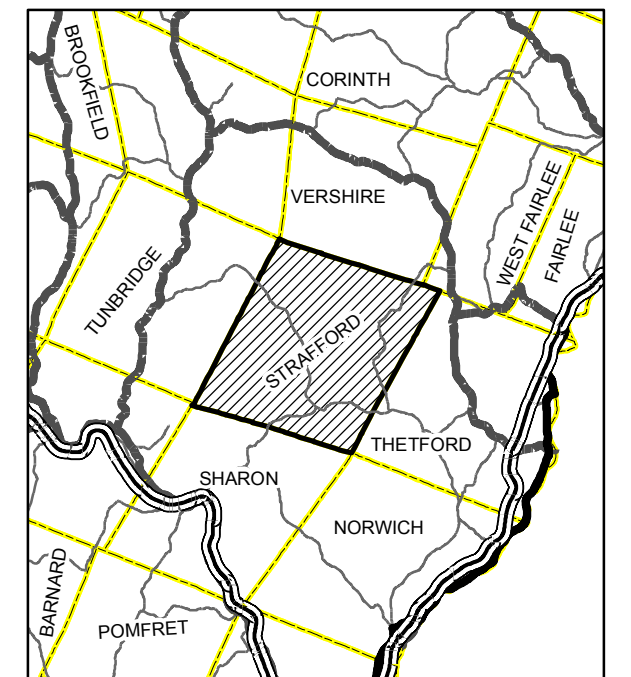 BROOKFIELD
CORINTH
VERSHIRE
WEST FAIRLEE
FAIRLEE
TUNBRIDGE
STRAFFORD
THETFORD
SHARON
NORWICH
BARNARD
POMFRET